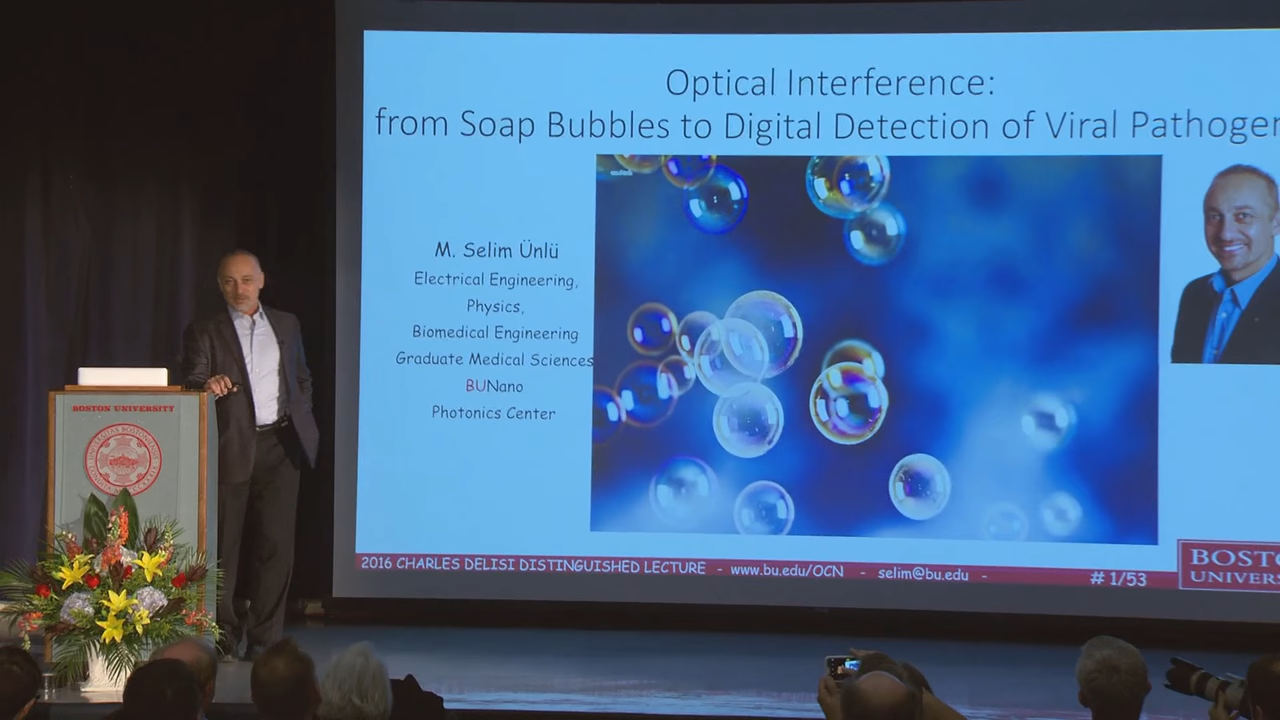 Optical Interference:
from Soap Bubbles to Digital Detection of Viral Pathogen
M. Selim Ünlü
Electrical Engineering,
Physics,
Biomedical Engineering
Graduate Medical Sciences
BUNano
Photonics Center
2016 CHARLES DELISI DISTINGUISHED LECTURE - www.bu.edu/OCN - selim@bu.edu - # 1/53
BOSTO
UNIVERS
BOSTON UNIVERSITY